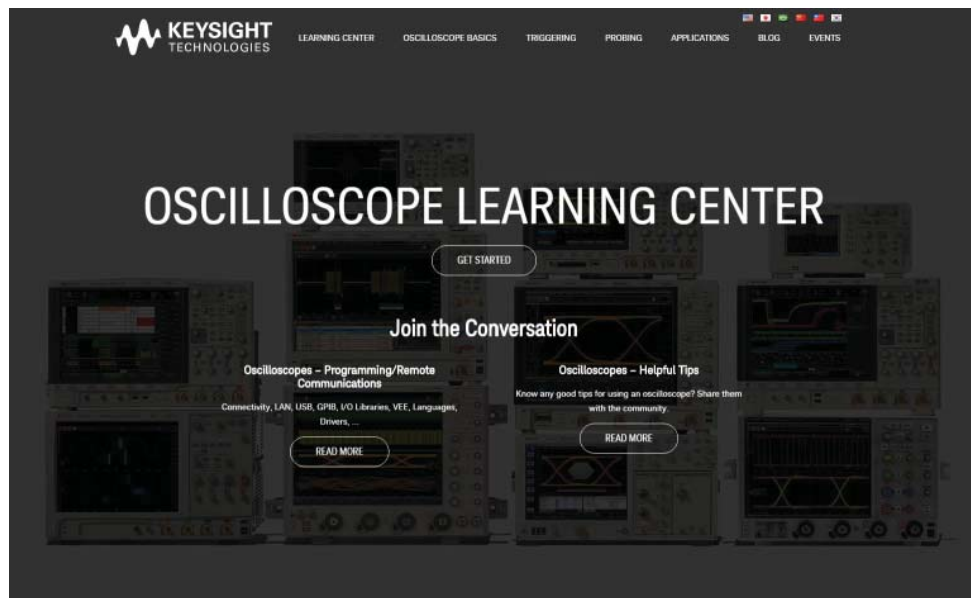 KEYSIGHT
TECHNOLOGIES
LEARNING CENTER
OSCILLOSCOPE BASICS
TRIGGERING
PROBING
APPLICATIONS
BLOG
EVENTS
OSCILLOSCOPE LEARNING CENTER
GET STARTED
Join the Conversation
Oscilloscopes – Programming/Remote
Communications
Connectivity, LAN, USB, GPIB, I/O Libraries, VEE, Languages,
Drivers, ...
READ MORE
Oscilloscopes – Helpful Tips
Know any good tips for using an oscilloscope? Share them
with the community.
READ MORE